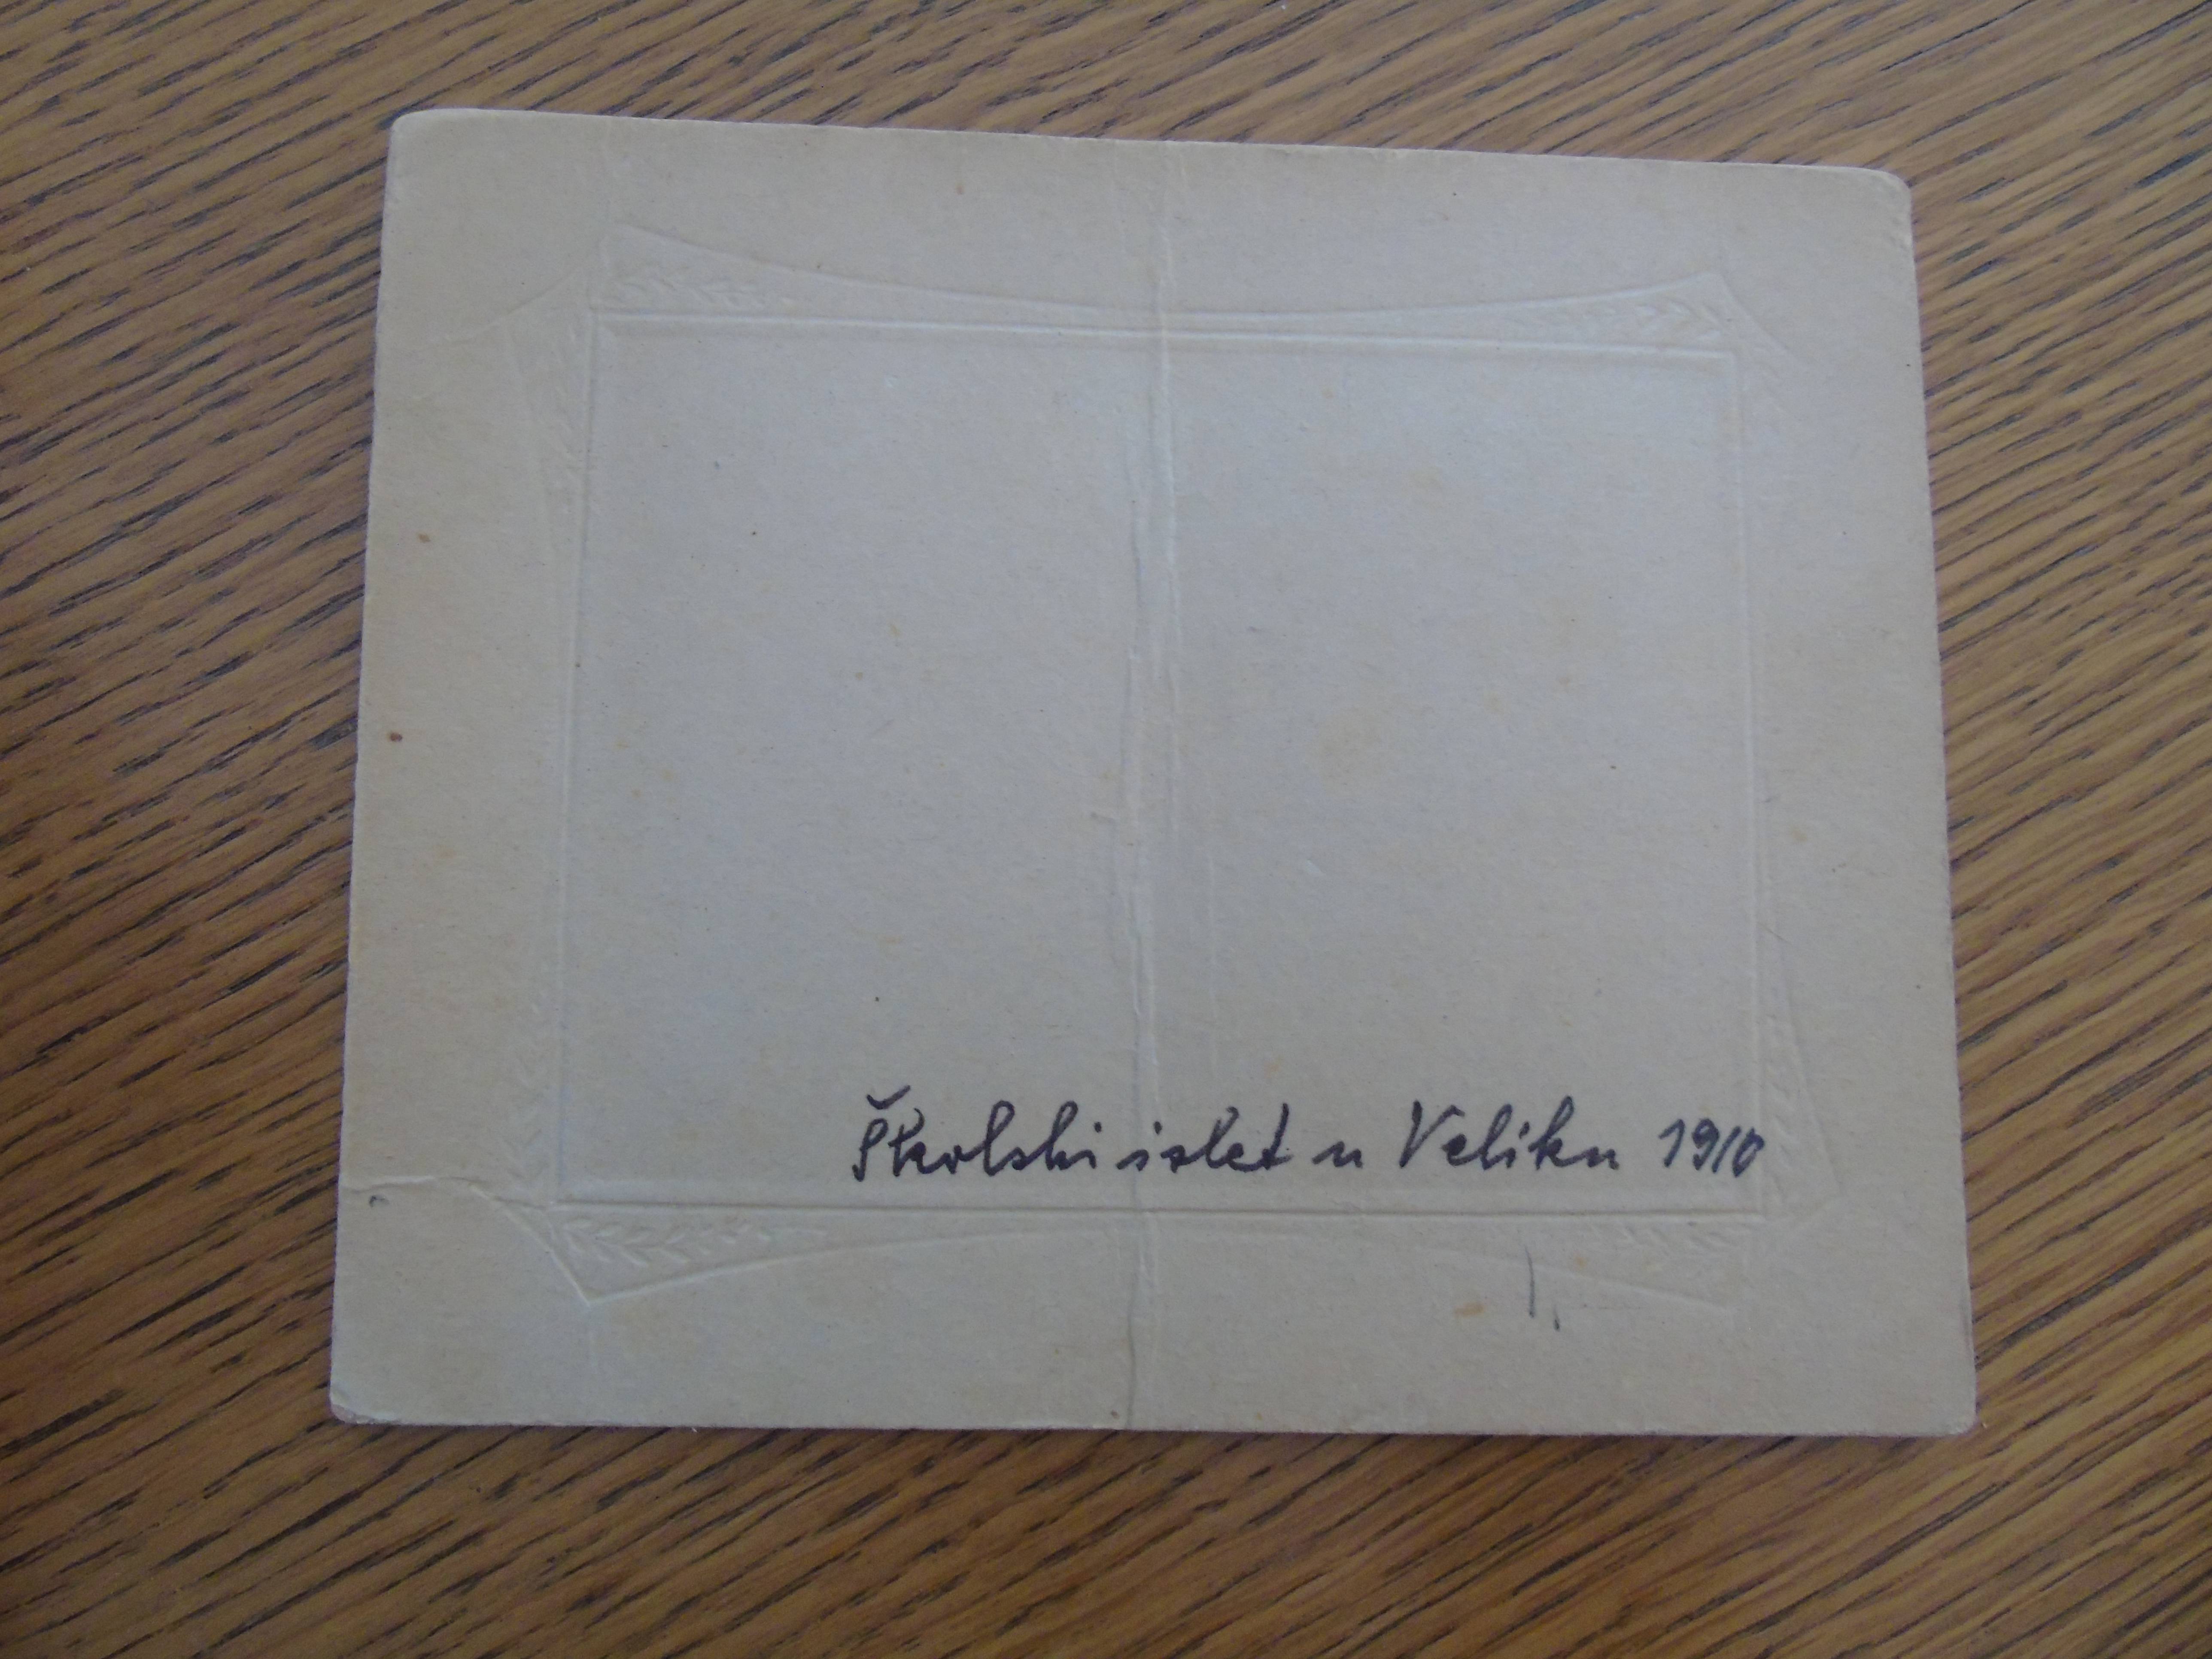 Školski izlet u Veliku 1910